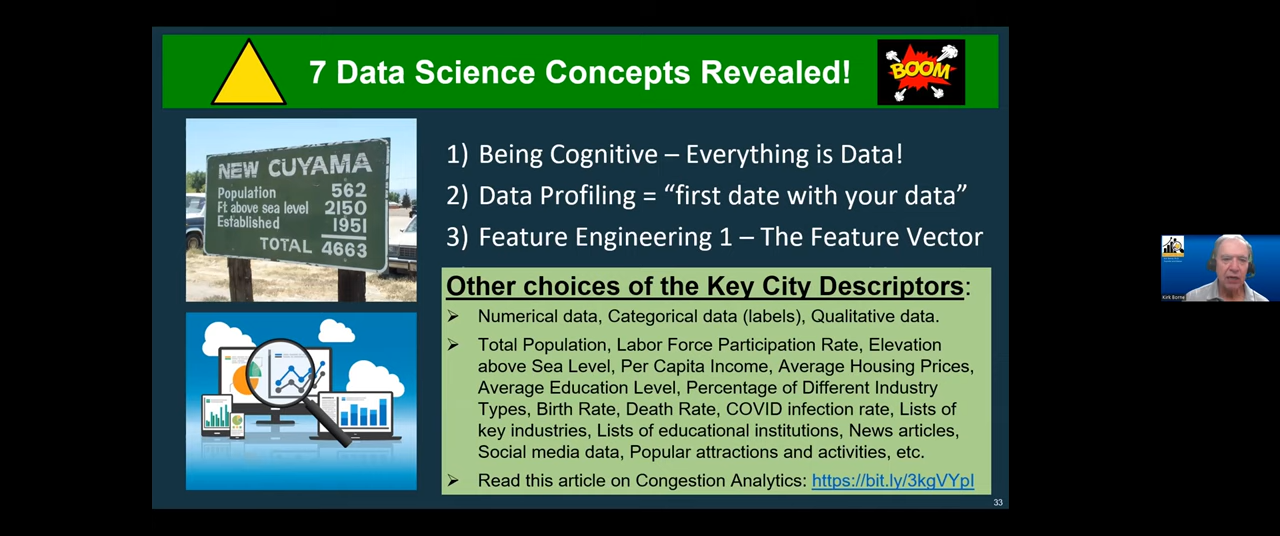 7 Data Science Concepts Revealed!
BOOM
NEW CUYAMA
Population 562
Ft above sea level 2150
Established 1951
TOTAL 4663
1) Being Cognitive – Everything is Data!
2) Data Profiling = “first date with your data”
3) Feature Engineering 1 – The Feature Vector
Other choices of the Key City Descriptors:
Numerical data, Categorical data (labels), Qualitative data.
Total Population, Labor Force Participation Rate, Elevation
above Sea Level, Per Capita Income, Average Housing Prices,
Average Education Level, Percentage of Different Industry
Types, Birth Rate, Death Rate, COVID infection rate, Lists of
key industries, Lists of educational institutions, News articles,
Social media data, Popular attractions and activities, etc.
Read this article on Congestion Analytics: https://bit.ly/3kgVYpI
33
Kirk Borne